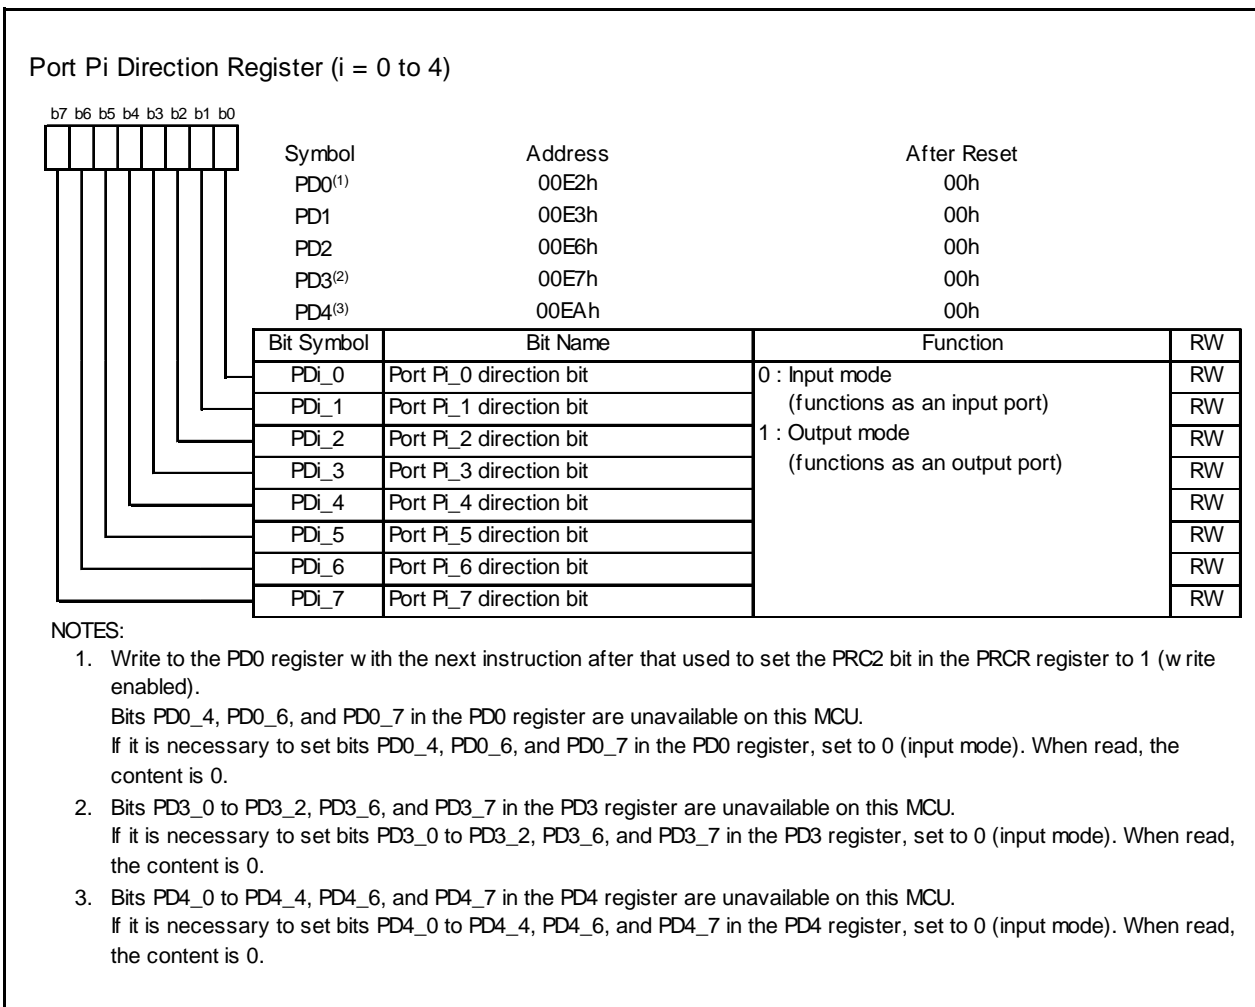 Port Pi Direction Register (i = 0 to 4)
b7 b6 b5 b4 b3 b2 b1 b0
Symbol Address After Reset
PD0(1) 00E2h 00h
PD1 00E3h 00h
PD2 00E6h 00h
PD3(2) 00E7h 00h
PD4(3) 00EAh 00h
Bit Symbol Bit Name Function RW
PDi_0 Port Pi_0 direction bit 0 : Input mode RW
PDi_1 Port Pi_1 direction bit (functions as an input port) RW
PDi_2 Port Pi_2 direction bit 1 : Output mode RW
PDi_3 Port Pi_3 direction bit (functions as an output port) RW
PDi_4 Port Pi_4 direction bit RW
PDi_5 Port Pi_5 direction bit RW
PDi_6 Port Pi_6 direction bit RW
PDi_7 Port Pi_7 direction bit RW
NOTES:
1. Write to the PD0 register with the next instruction after that used to set the PRC2 bit in the PRCR register to 1 (write
enabled).
Bits PD0_4, PD0_6, and PD0_7 in the PD0 register are unavailable on this MCU.
If it is necessary to set bits PD0_4, PD0_6, and PD0_7 in the PD0 register, set to 0 (input mode). When read, the
content is 0.
2. Bits PD3_0 to PD3_2, PD3_6, and PD3_7 in the PD3 register are unavailable on this MCU.
If it is necessary to set bits PD3_0 to PD3_2, PD3_6, and PD3_7 in the PD3 register, set to 0 (input mode). When read,
the content is 0.
3. Bits PD4_0 to PD4_4, PD4_6, and PD4_7 in the PD4 register are unavailable on this MCU.
If it is necessary to set bits PD4_0 to PD4_4, PD4_6, and PD4_7 in the PD4 register, set to 0 (input mode). When read,
the content is 0.